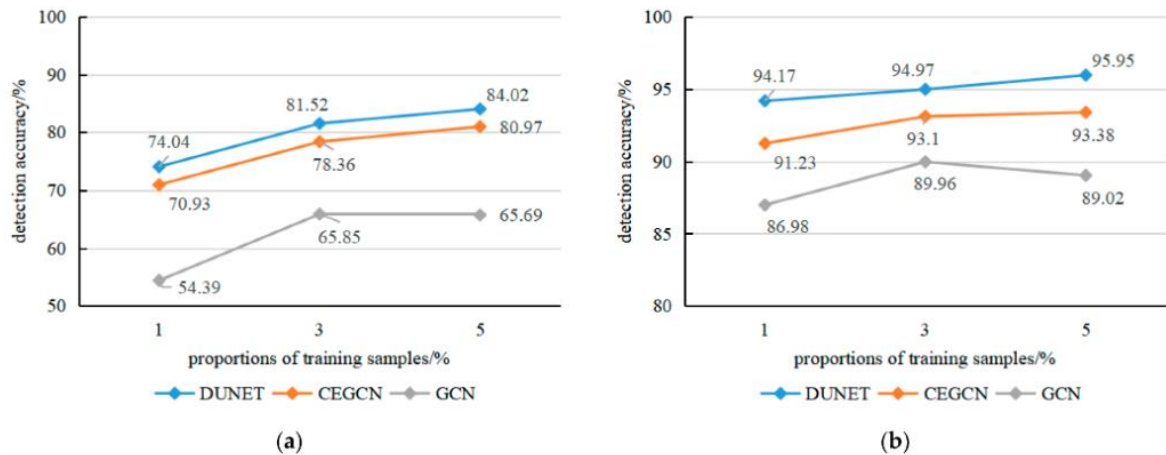 100
90
80
70
60
50
detection accuracy/%
74.04
81.52
84.02
70.93
78.36
80.97
54.39
65.85
65.69
1 3 5
proportions of training samples/%
DUNET CEGCN GCN
(a)
100
95
90
85
80
detection accuracy/%
94.17
94.97
95.95
91.23
93.1
93.38
86.98
89.96
89.02
1 3 5
proportions of training samples/%
DUNET CEGCN GCN
(b)